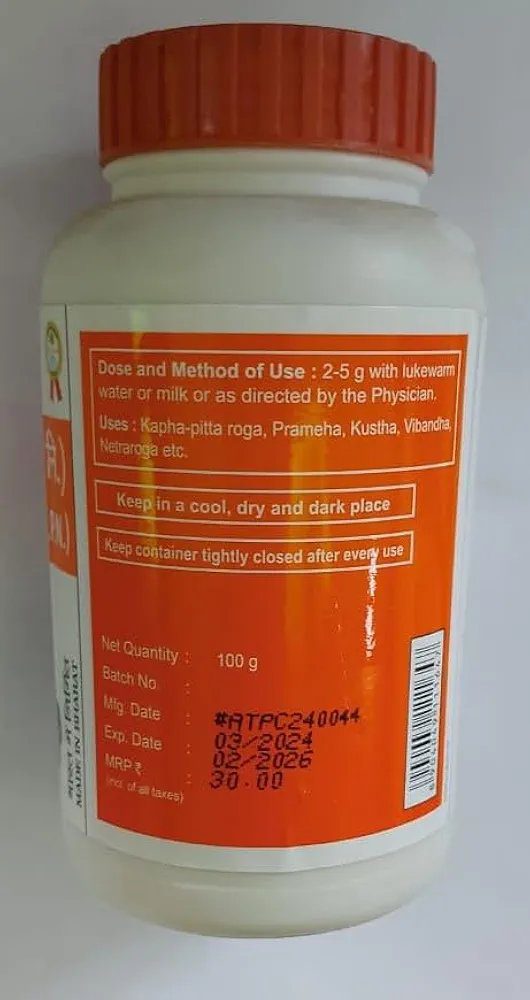 Dose and Method of Use : 2-5 g with lukewarm
water or milk or as directed by the Physician.
Uses : Kapha-pitta roga, Prameha, Kustha, Vibandha,
Netraroga etc.
Keep in a cool, dry and dark place
Keep container tightly closed after every use
Net Quantity : 100 g
Batch No. : #ATPC240044
Mfg. Date : 03/2024
Exp. Date : 02/2026
MRP ₹ : 30.00
(incl. of all taxes)
भारत में निर्मित
MADE IN BHARAT